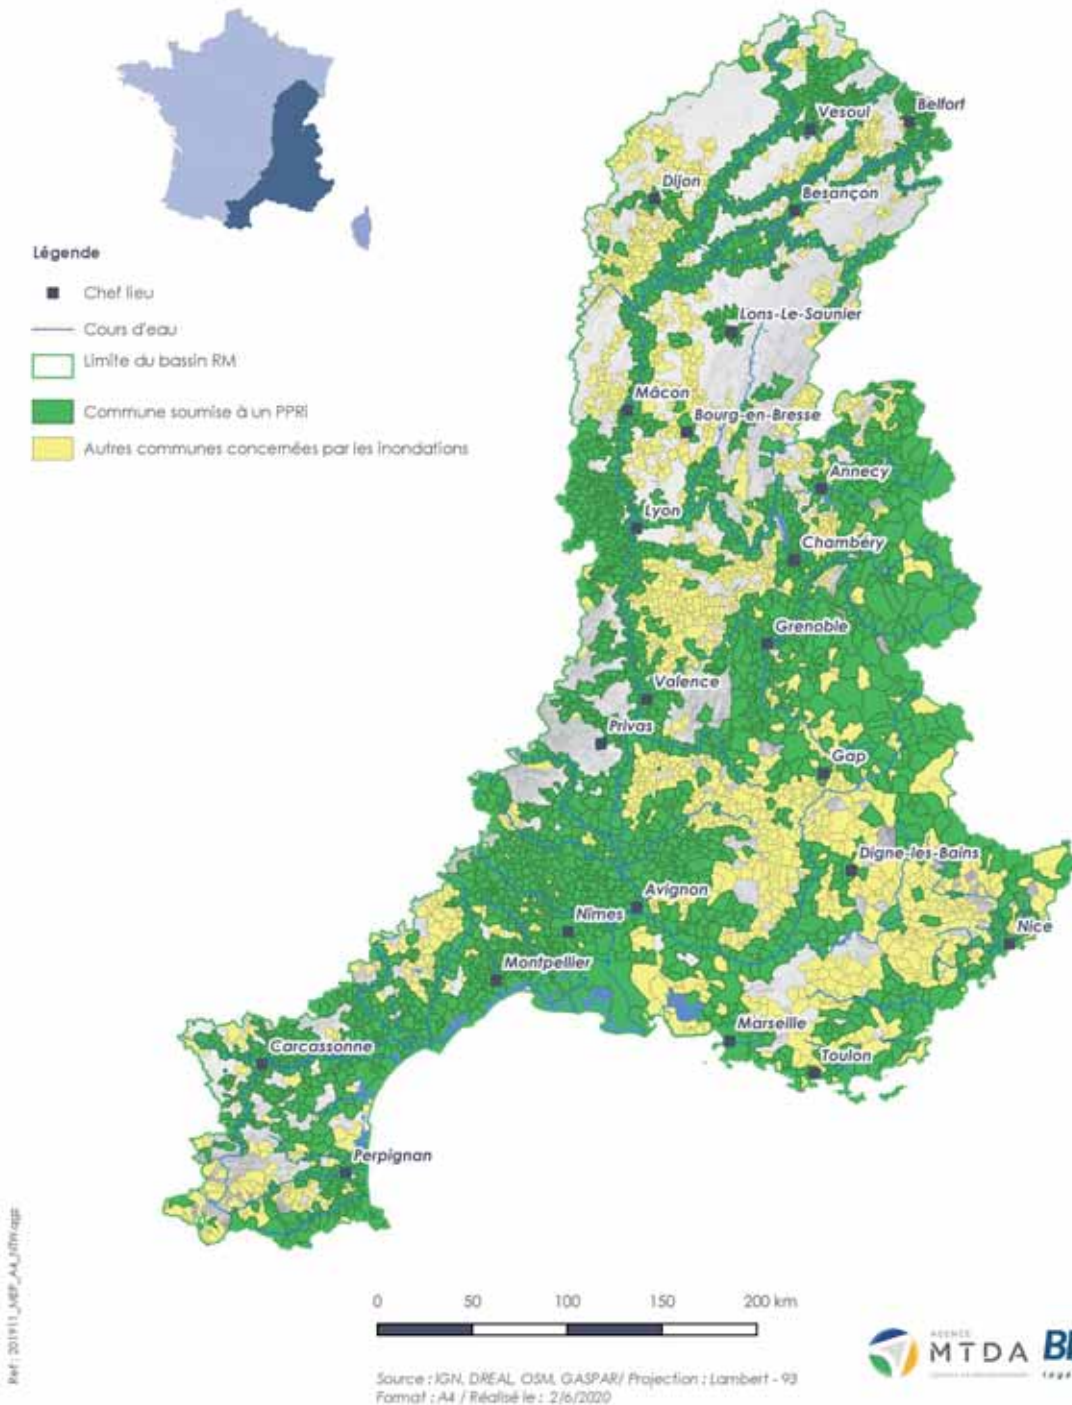 Légende
Chef lieu
Cours d'eau
Limite du bassin RM
Commune soumise à un PPRi
Autres communes concernées par les inondations
Vesoul
Belfort
Dijon
Besançon
Lons-Le-Saunier
Mâcon
Bourg-en-Bresse
Annecy
Lyon
Chambéry
Grenoble
Valence
Privas
Gap
Digne-les-Bains
Avignon
Nîmes
Nice
Montpellier
Marseille
Carcassonne
Toulon
Perpignan
0 50 100 150 200 km
Source : IGN, DREAL, OSM, GASPAR/ Projection : Lambert - 93
Format : A4 / Réalisé le : 2/6/2020
AGENCE
MTDA